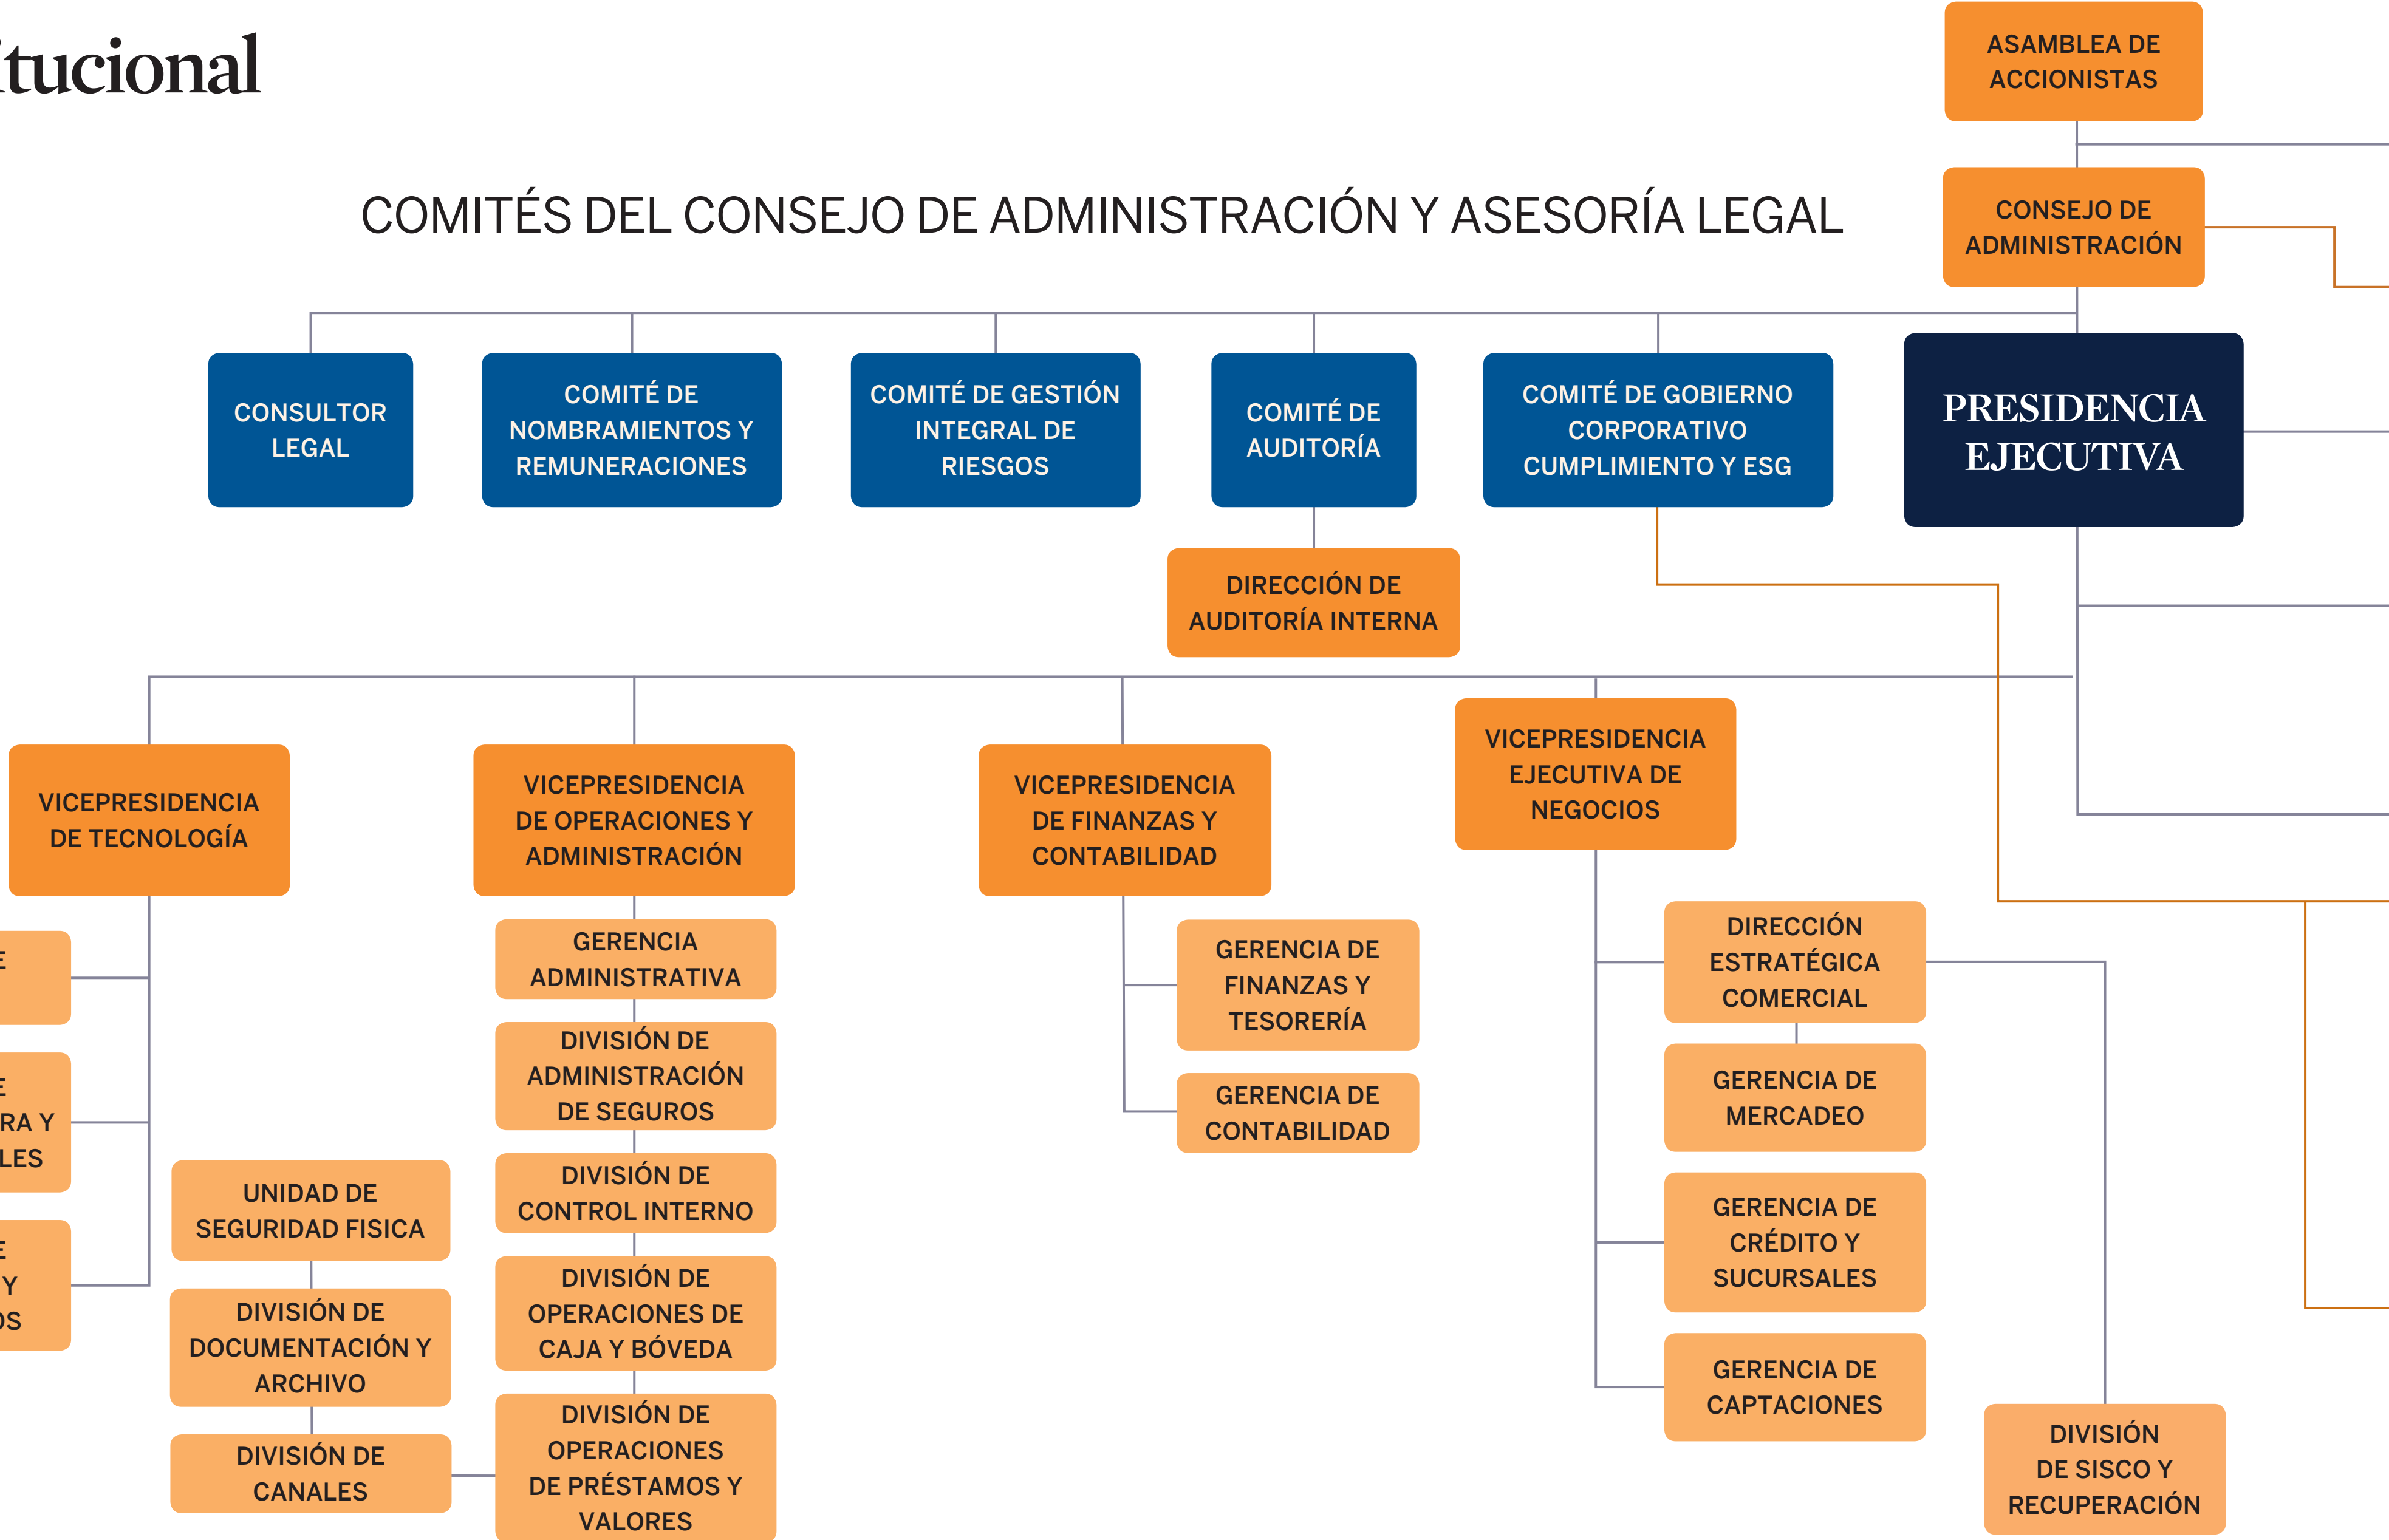 itucional
ASAMBLEA DE
ACCIONISTAS
COMITÉS DEL CONSEJO DE ADMINISTRACIÓN Y ASESORÍA LEGAL
CONSEJO DE
ADMINISTRACIÓN
CONSULTOR
LEGAL
COMITÉ DE
NOMBRAMIENTOS Y
REMUNERACIONES
COMITÉ DE GESTIÓN
INTEGRAL DE
RIESGOS
COMITÉ DE
AUDITORÍA
COMITÉ DE GOBIERNO
CORPORATIVO
CUMPLIMIENTO Y ESG
PRESIDENCIA
EJECUTIVA
DIRECCIÓN DE
AUDITORÍA INTERNA
VICEPRESIDENCIA
DE TECNOLOGÍA
VICEPRESIDENCIA
DE OPERACIONES Y
ADMINISTRACIÓN
VICEPRESIDENCIA
DE FINANZAS Y
CONTABILIDAD
VICEPRESIDENCIA
EJECUTIVA DE
NEGOCIOS
E
E
RA Y
LES
E
Y
OS
UNIDAD DE
SEGURIDAD FISICA
DIVISIÓN DE
DOCUMENTACIÓN Y
ARCHIVO
DIVISIÓN DE
CANALES
GERENCIA
ADMINISTRATIVA
DIVISIÓN DE
ADMINISTRACIÓN
DE SEGUROS
DIVISIÓN DE
CONTROL INTERNO
DIVISIÓN DE
OPERACIONES DE
CAJA Y BÓVEDA
DIVISIÓN DE
OPERACIONES
DE PRÉSTAMOS Y
VALORES
GERENCIA DE
FINANZAS Y
TESORERÍA
GERENCIA DE
CONTABILIDAD
DIRECCIÓN
ESTRATÉGICA
COMERCIAL
GERENCIA DE
MERCADEO
GERENCIA DE
CRÉDITO Y
SUCURSALES
GERENCIA DE
CAPTACIONES
DIVISIÓN
DE SISCO Y
RECUPERACIÓN